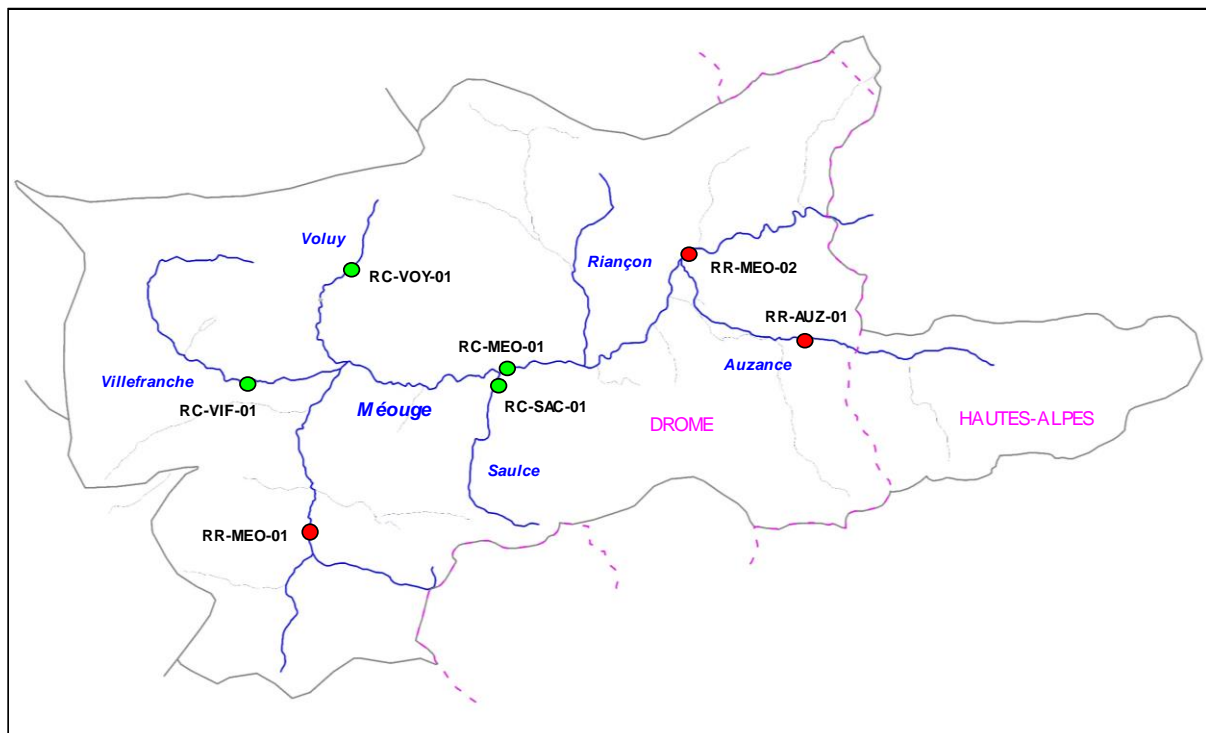 Voluy
RC-VOY-01
Riançon
RR-MEO-02
RR-AUZ-01
RC-MEO-01
Auzance
Villefranche
RC-VIF-01
Méouge
RC-SAC-01
DROME
HAUTES-ALPES
Saulce
RR-MEO-01